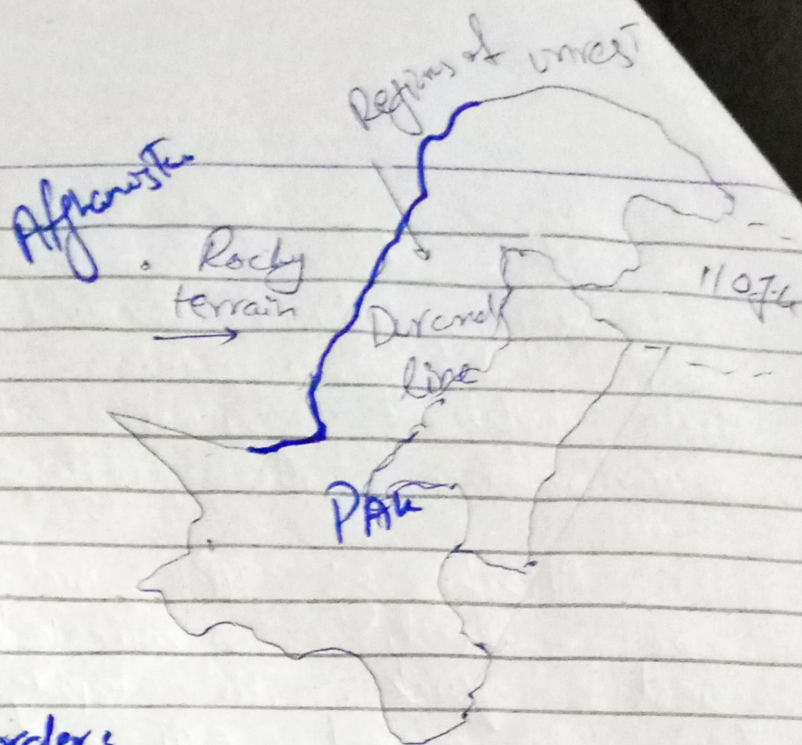 Regions of unrest
Afghanistan
Rocky
terrain
Durand
line
PAK